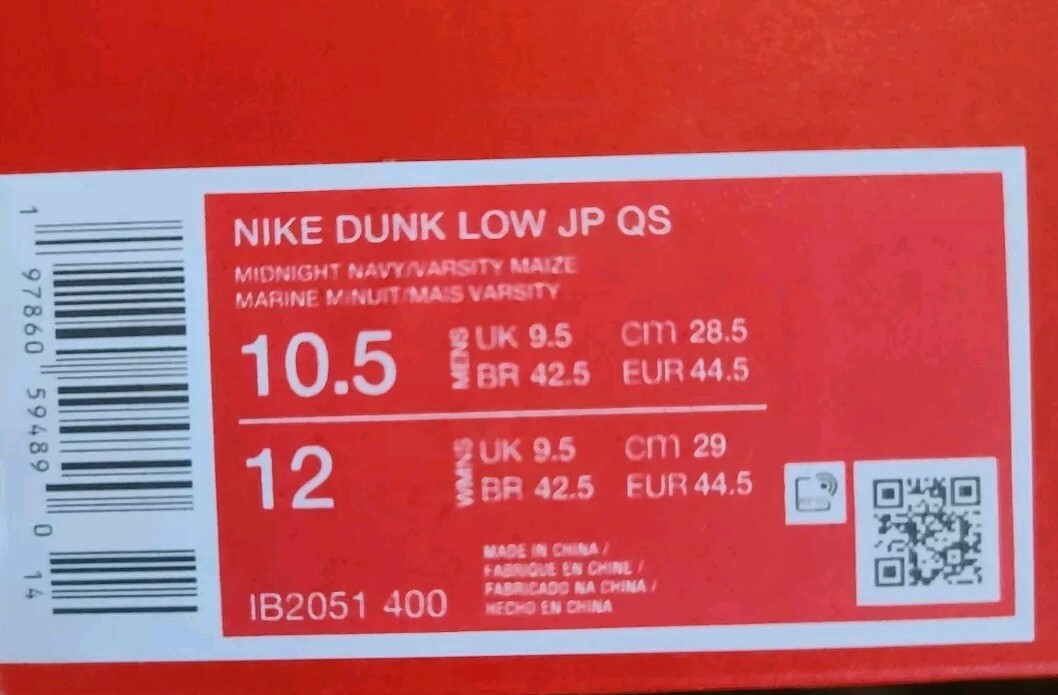 NIKE DUNK LOW JP QS
MIDNIGHT NAVY/VARSITY MAIZE
MARINE MINUIT/MAIS VARSITY
10.5 MENS UK 9.5 cm 28.5
BR 42.5 EUR 44.5
12 WMNS UK 9.5 cm 29
BR 42.5 EUR 44.5
MADE IN CHINA /
FABRIQUE EN CHINE /
FABRICADO NA CHINA /
HECHO EN CHINA
IB2051 400
1 97860 59489 0 14